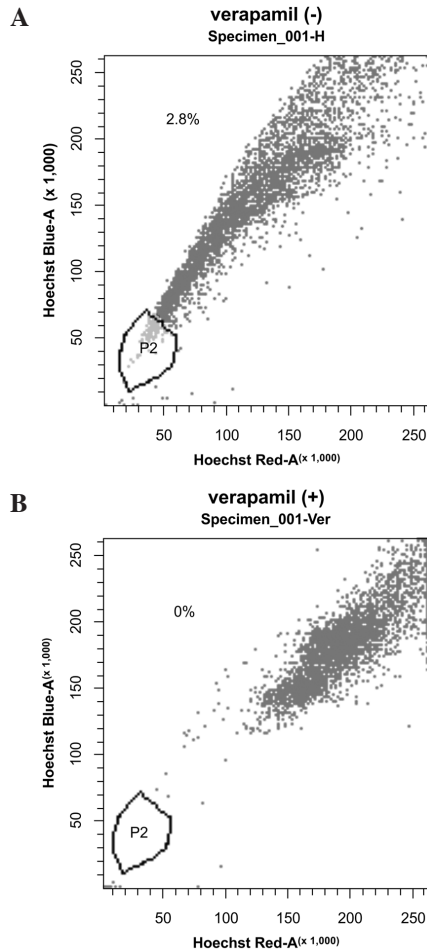 A
verapamil (-)
Specimen_001-H
2.8%
Hoechst Blue-A (x 1,000)
250
200
150
100
50
P2
50 100 150 200 250
Hoechst Red-A(x 1,000)
B
verapamil (+)
Specimen_001-Ver
0%
Hoechst Blue-A(x 1,000)
250
200
150
100
50
P2
50 100 150 200 250
Hoechst Red-A(x 1,000)